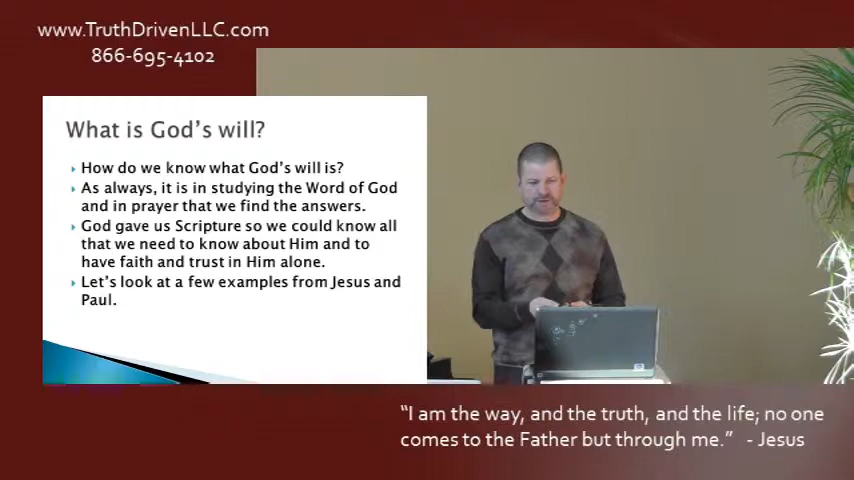 www.TruthDrivenLLC.com
866-695-4102
What is God's will?
How do we know what God's will is?
As always, it is in studying the Word of God
and in prayer that we find the answers.
God gave us Scripture so we could know all
that we need to know about Him and to
have faith and trust in Him alone.
Let's look at a few examples from Jesus and
Paul.
"I am the way, and the truth, and the life; no one
comes to the Father but through me." - Jesus